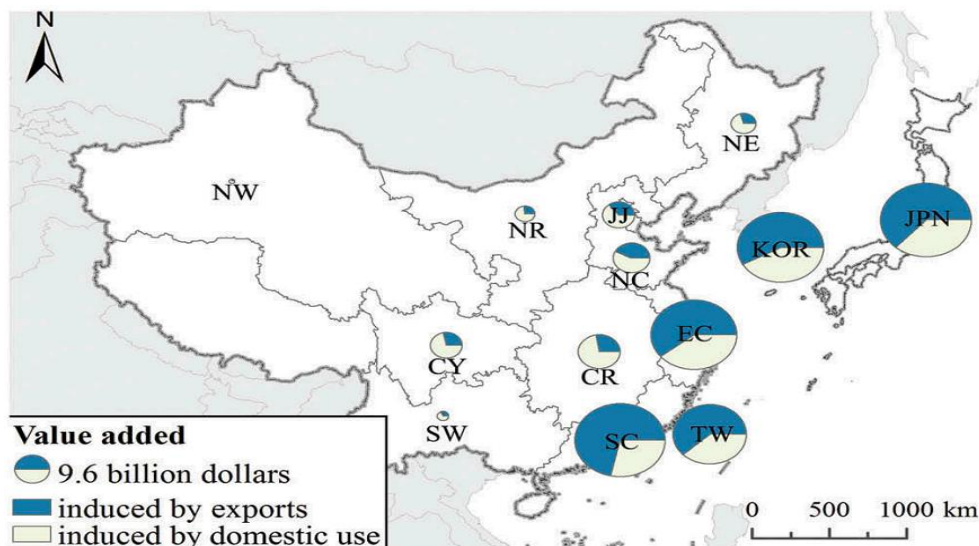 N
NE
NW
JPN
JJ
NR
KOR
NC
EC
CY
CR
SW
SC
TW
Value added
9.6 billion dollars
induced by exports
induced by domestic use
0 500 1000 km